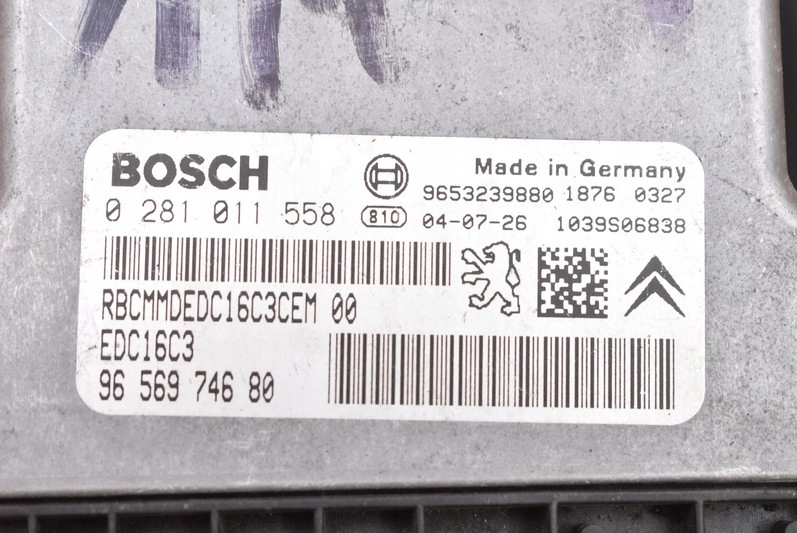 BOSCH
Made in Germany
9653239880 1876 0327
0 281 011 558
810 04-07-26 1039S06838
RBCMMDEDC16C3CEM 00
EDC16C3
96 569 746 80